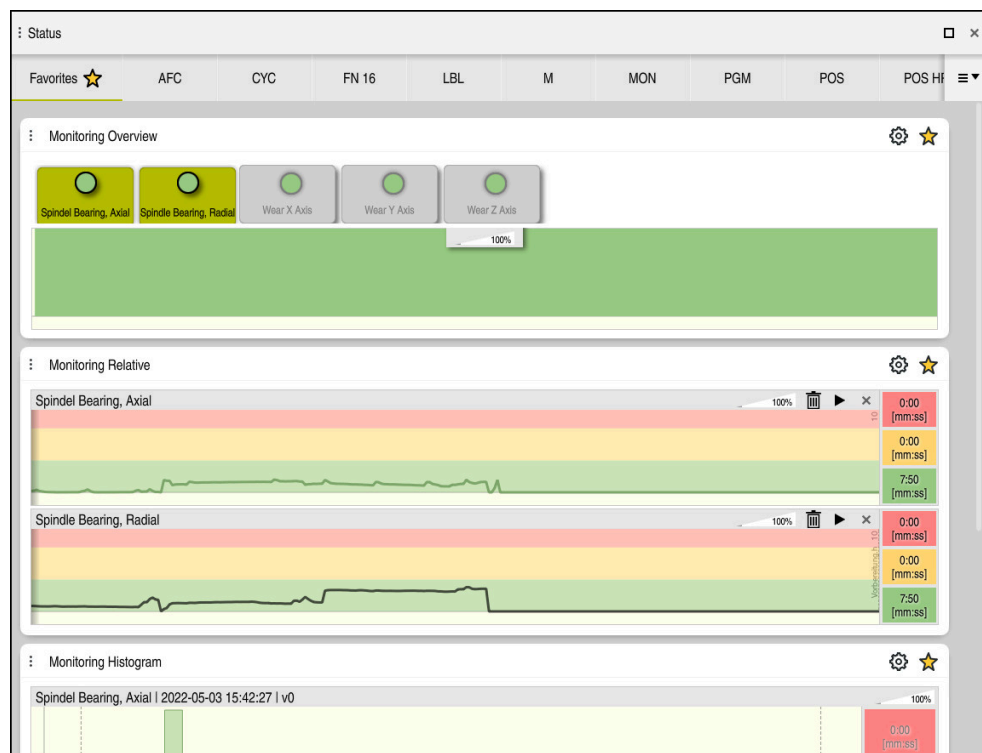 Status
Favorites AFC CYC FN 16 LBL M MON PGM POS POS HF
Monitoring Overview
Spindel Bearing, Axial Spindle Bearing, Radial Wear X Axis Wear Y Axis Wear Z Axis
100%
Monitoring Relative
Spindel Bearing, Axial 100%
10
0:00
[mm:ss]
0:00
[mm:ss]
7:50
[mm:ss]
Spindle Bearing, Radial 100%
Vorbereitung.h 10
0:00
[mm:ss]
0:00
[mm:ss]
7:50
[mm:ss]
Monitoring Histogram
Spindel Bearing, Axial | 2022-05-03 15:42:27 | v0 100%
0:00
[mm:ss]